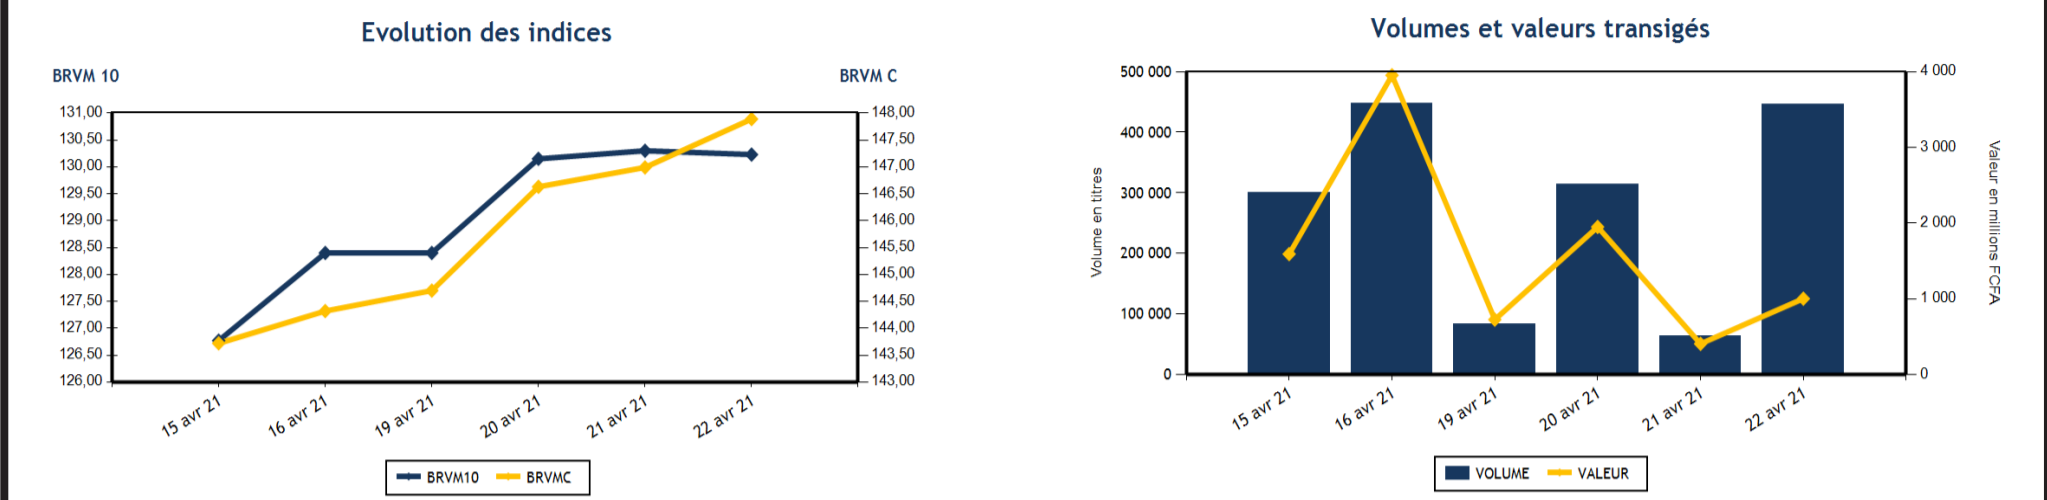 Evolution des indices
BRVM 10
BRVM C
131,00
130,50
130,00
129,50
129,00
128,50
128,00
127,50
127,00
126,50
126,00
148,00
147,50
147,00
146,50
146,00
145,50
145,00
144,50
144,00
143,50
143,00
15 avr 21
16 avr 21
19 avr 21
20 avr 21
21 avr 21
22 avr 21
BRVM10
BRVMC
Volumes et valeurs transigés
Volume en titres
500 000
400 000
300 000
200 000
100 000
0
4 000
3 000
2 000
1 000
0
Valeur en millions FCFA
15 avr 21
16 avr 21
19 avr 21
20 avr 21
21 avr 21
22 avr 21
VOLUME
VALEUR